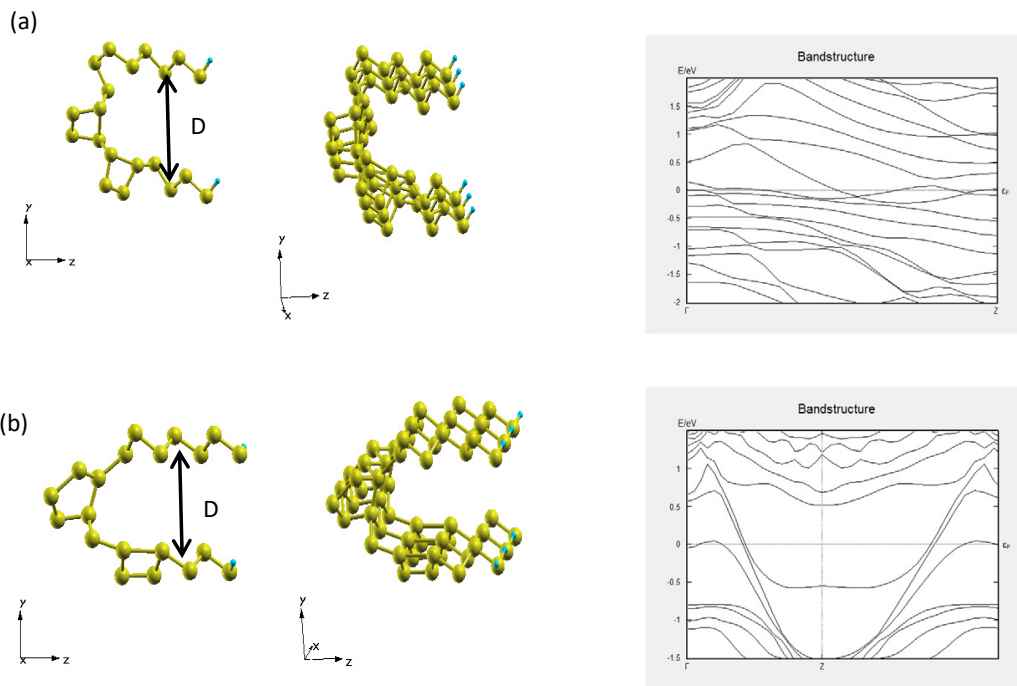 (a)
D
y
x
z
y
z
x
Bandstructure
E/eV
1.5
1
0.5
0
εF
-0.5
-1
-1.5
-2
Γ
Z
(b)
D
y
x
z
y
x
z
Bandstructure
E/eV
1
0.5
0
εF
-0.5
-1
-1.5
Γ
Z